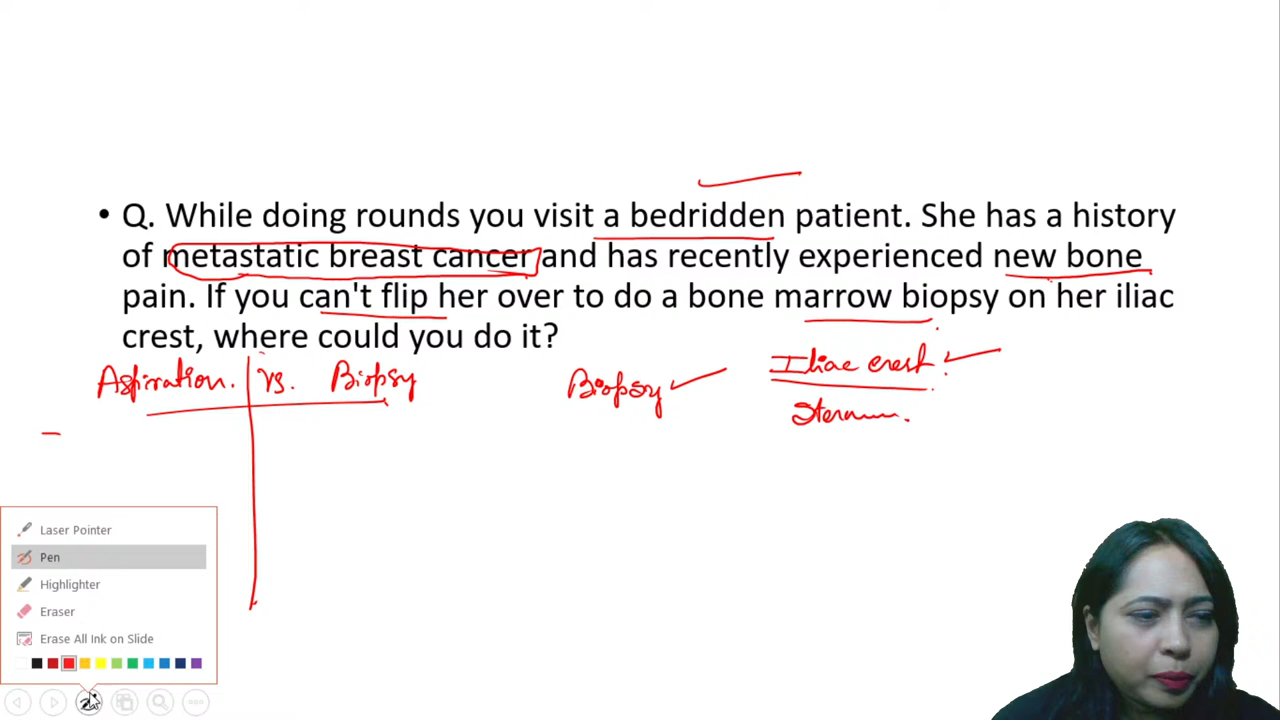 • Q. While doing rounds you visit a bedridden patient. She has a history
of metastatic breast cancer and has recently experienced new bone
pain. If you can't flip her over to do a bone marrow biopsy on her iliac
crest, where could you do it?
Aspiration. vs. Biopsy
Biopsy
Iliac crest
Sternum.
Laser Pointer
Pen
Highlighter
Eraser
Erase All Ink on Slide